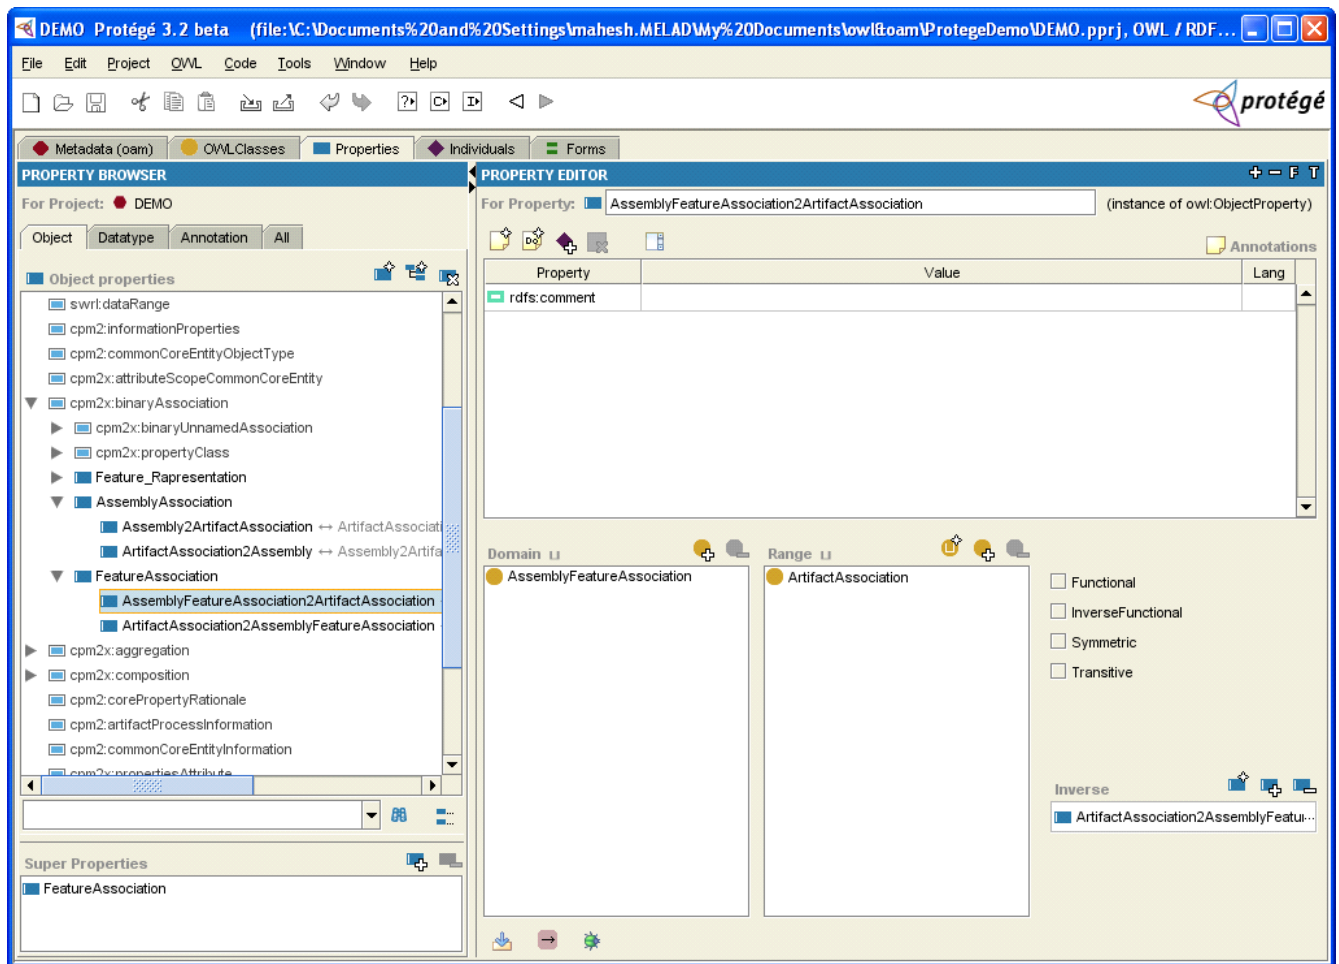 DEMO Protégé 3.2 beta (file:\C:\Documents%20and%20Settings\mahesh.MELAD\My%20Documents\owl&oam\ProtegeDemo\DEMO.pprj, OWL / RDF...
File Edit Project OWL Code Tools Window Help
protégé
Metadata (oam) OWLClasses Properties Individuals Forms
PROPERTY BROWSER
For Project: DEMO
Object Datatype Annotation All
Object properties
swrl:dataRange
cpm2:informationProperties
cpm2:commonCoreEntityObjectType
cpm2x:attributeScopeCommonCoreEntity
cpm2x:binaryAssociation
cpm2x:binaryUnnamedAssociation
cpm2x:propertyClass
Feature_Rapresentation
AssemblyAssociation
Assembly2ArtifactAssociation ↔ ArtifactAssociati
ArtifactAssociation2Assembly ↔ Assembly2Artifa
FeatureAssociation
AssemblyFeatureAssociation2ArtifactAssociation
ArtifactAssociation2AssemblyFeatureAssociation
cpm2x:aggregation
cpm2x:composition
cpm2:corePropertyRationale
cpm2:artifactProcessInformation
cpm2:commonCoreEntityInformation
cpm2x:propertiesAttribute
Super Properties
FeatureAssociation
PROPERTY EDITOR F T
For Property: AssemblyFeatureAssociation2ArtifactAssociation (instance of owl:ObjectProperty)
Annotations
Property Value Lang
rdfs:comment
Domain ⊔ Range ⊔
AssemblyFeatureAssociation ArtifactAssociation
Functional
InverseFunctional
Symmetric
Transitive
Inverse
ArtifactAssociation2AssemblyFeatu...